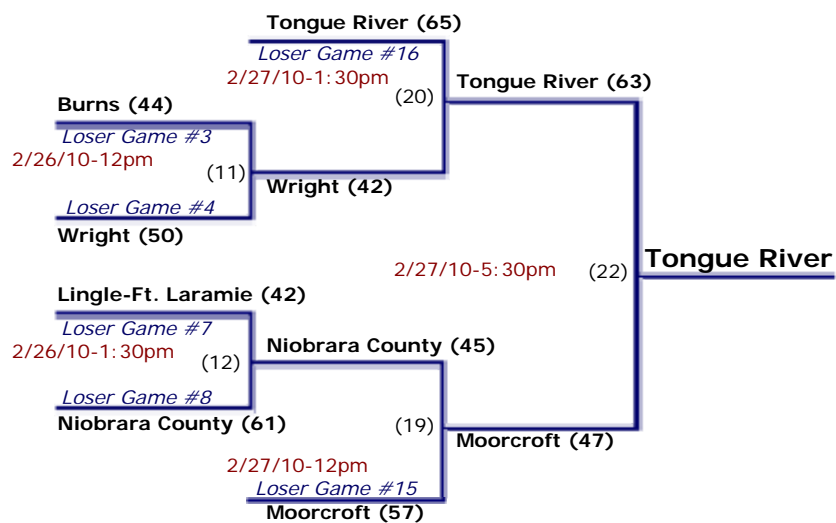 Tongue River (65)
Loser Game #16
2/27/10-1:30pm
(20)
Tongue River (63)
Burns (44)
Loser Game #3
2/26/10-12pm
(11)
Wright (42)
Loser Game #4
Wright (50)
2/27/10-5:30pm
(22)
Tongue River
Lingle-Ft. Laramie (42)
Loser Game #7
2/26/10-1:30pm
(12)
Niobrara County (45)
Loser Game #8
Niobrara County (61)
(19)
Moorcroft (47)
2/27/10-12pm
Loser Game #15
Moorcroft (57)